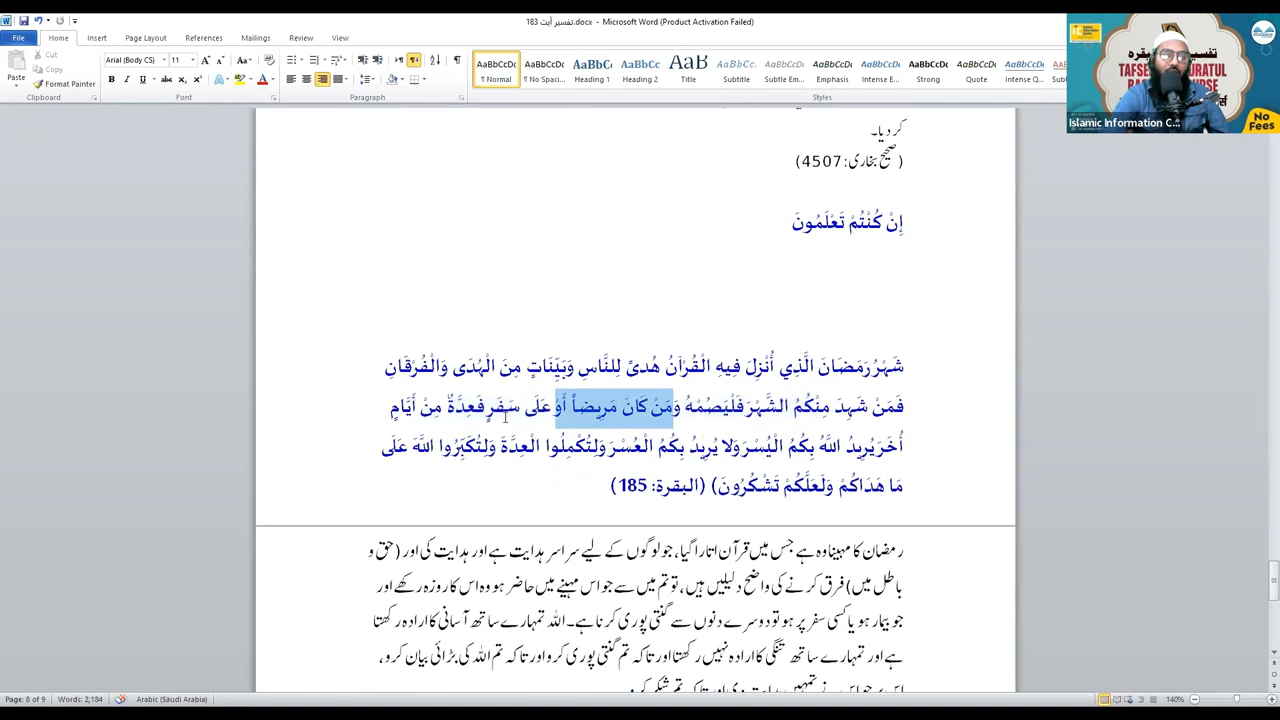 تفسیر آیت 183.docx - Microsoft Word (Product Activation Failed)
File Home Insert Page Layout References Mailings Review View
Cut
Copy
Format Painter
Paste
Clipboard
Arabic (Body CS) 11
Font
Paragraph
AaBbCcDc AaBbCcDc AaBbCc AaBbCc AaB AaBbCc. AaBbCcDc AaBbCcDc AaBbCcDc AaBbCcDc AaBbCcDc AaBbCcDc
¶ Normal ¶ No Spaci... Heading 1 Heading 2 Title Subtitle Subtle Em... Emphasis Intense E... Strong Quote Intense Q...
Styles
تفسير
بقره
TAFSE
Islamic Information C...
No Fees
کر دیا۔
(صحیح بخاری: 4507)
إِنْ كُنْتُمْ تَعْلَمُونَ
شَهْرُ رَمَضَانَ الَّذِي أُنْزِلَ فِيهِ الْقُرْآنُ هُدىً لِلنَّاسِ وَبَيِّنَاتٍ مِنَ الْهُدَى وَالْفُرْقَانِ
فَمَنْ شَهِدَ مِنْكُمُ الشَّهْرَ فَلْيَصُمْهُ وَمَنْ كَانَ مَرِيضاً أَوْ عَلَى سَفَرٍ فَعِدَّةٌ مِنْ أَيَّامٍ
أُخَرَ يُرِيدُ اللَّهُ بِكُمُ الْيُسْرَ وَلا يُرِيدُ بِكُمُ الْعُسْرَ وَلِتُكْمِلُوا الْعِدَّةَ وَلِتُكَبِّرُوا اللَّهَ عَلَى
مَا هَدَاكُمْ وَلَعَلَّكُمْ تَشْكُرُونَ) (البقرة: 185)
رمضان کا مہینا وہ ہے جس میں قرآن اتارا گیا، جو لوگوں کے لیے سراسر ہدایت ہے اور ہدایت کی اور (حق و
باطل میں) فرق کرنے کی واضح دلیلیں ہیں، تو تم میں سے جو اس مہینے میں حاضر ہو وہ اس کا روزہ رکھے اور
جو بیمار ہو یا کسی سفر پر ہو تو دوسرے دنوں سے گنتی پوری کرنا ہے۔ اللہ تمہارے ساتھ آسانی کا ارادہ رکھتا
ہے اور تمہارے ساتھ تنگی کا ارادہ نہیں رکھتا اور تاکہ تم گنتی پوری کرو اور تاکہ تم اللہ کی بڑائی بیان کرو،
Page: 8 of 9 Words: 2,184 Arabic (Saudi Arabia) 140%